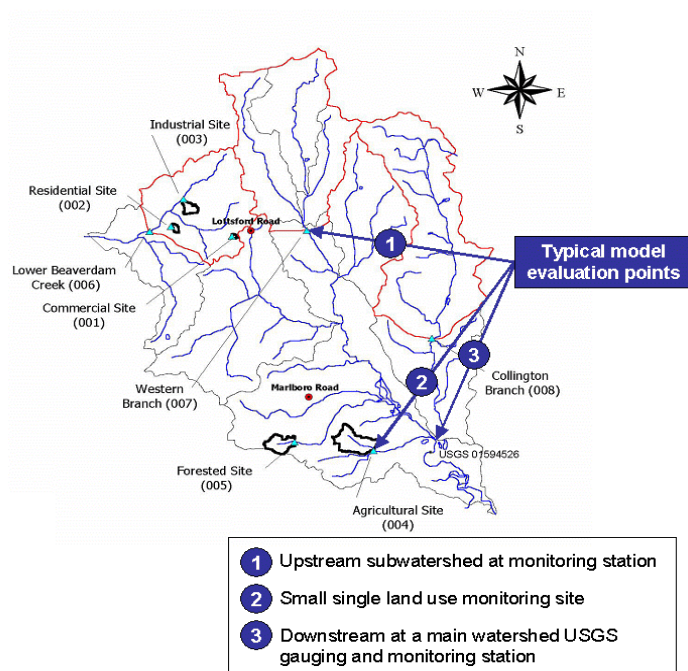 N
W
E
S
Industrial Site
(003)
Residential Site
(002)
Lottsford Road
Lower Beaverdam
Creek (006)
Commercial Site
(001)
1
Typical model
evaluation points
Western
Branch (007)
Marlboro Road
2
3
Collington
Branch (008)
Forested Site
(005)
USGS 01594526
Agricultural Site
(004)
1 Upstream subwatershed at monitoring station
2 Small single land use monitoring site
3 Downstream at a main watershed USGS
gauging and monitoring station